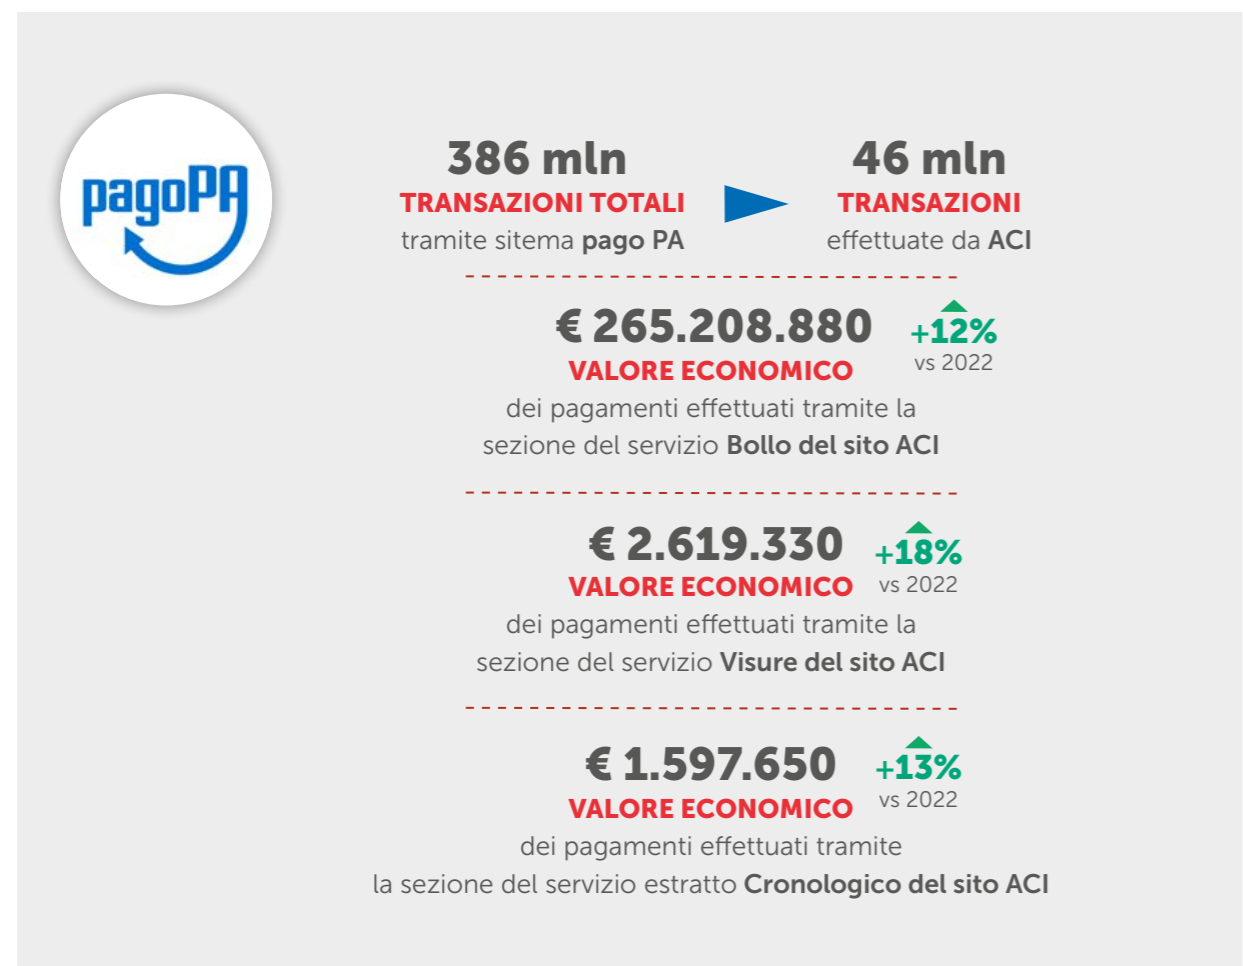 pagoPA
386 mln
TRANSAZIONI TOTALI
tramite sitema pago PA
46 mln
TRANSAZIONI
effettuate da ACI
€ 265.208.880
+12%
vs 2022
VALORE ECONOMICO
dei pagamenti effettuati tramite la
sezione del servizio Bollo del sito ACI
€ 2.619.330
+18%
vs 2022
VALORE ECONOMICO
dei pagamenti effettuati tramite la
sezione del servizio Visure del sito ACI
€ 1.597.650
+13%
vs 2022
VALORE ECONOMICO
dei pagamenti effettuati tramite
la sezione del servizio estratto Cronologico del sito ACI